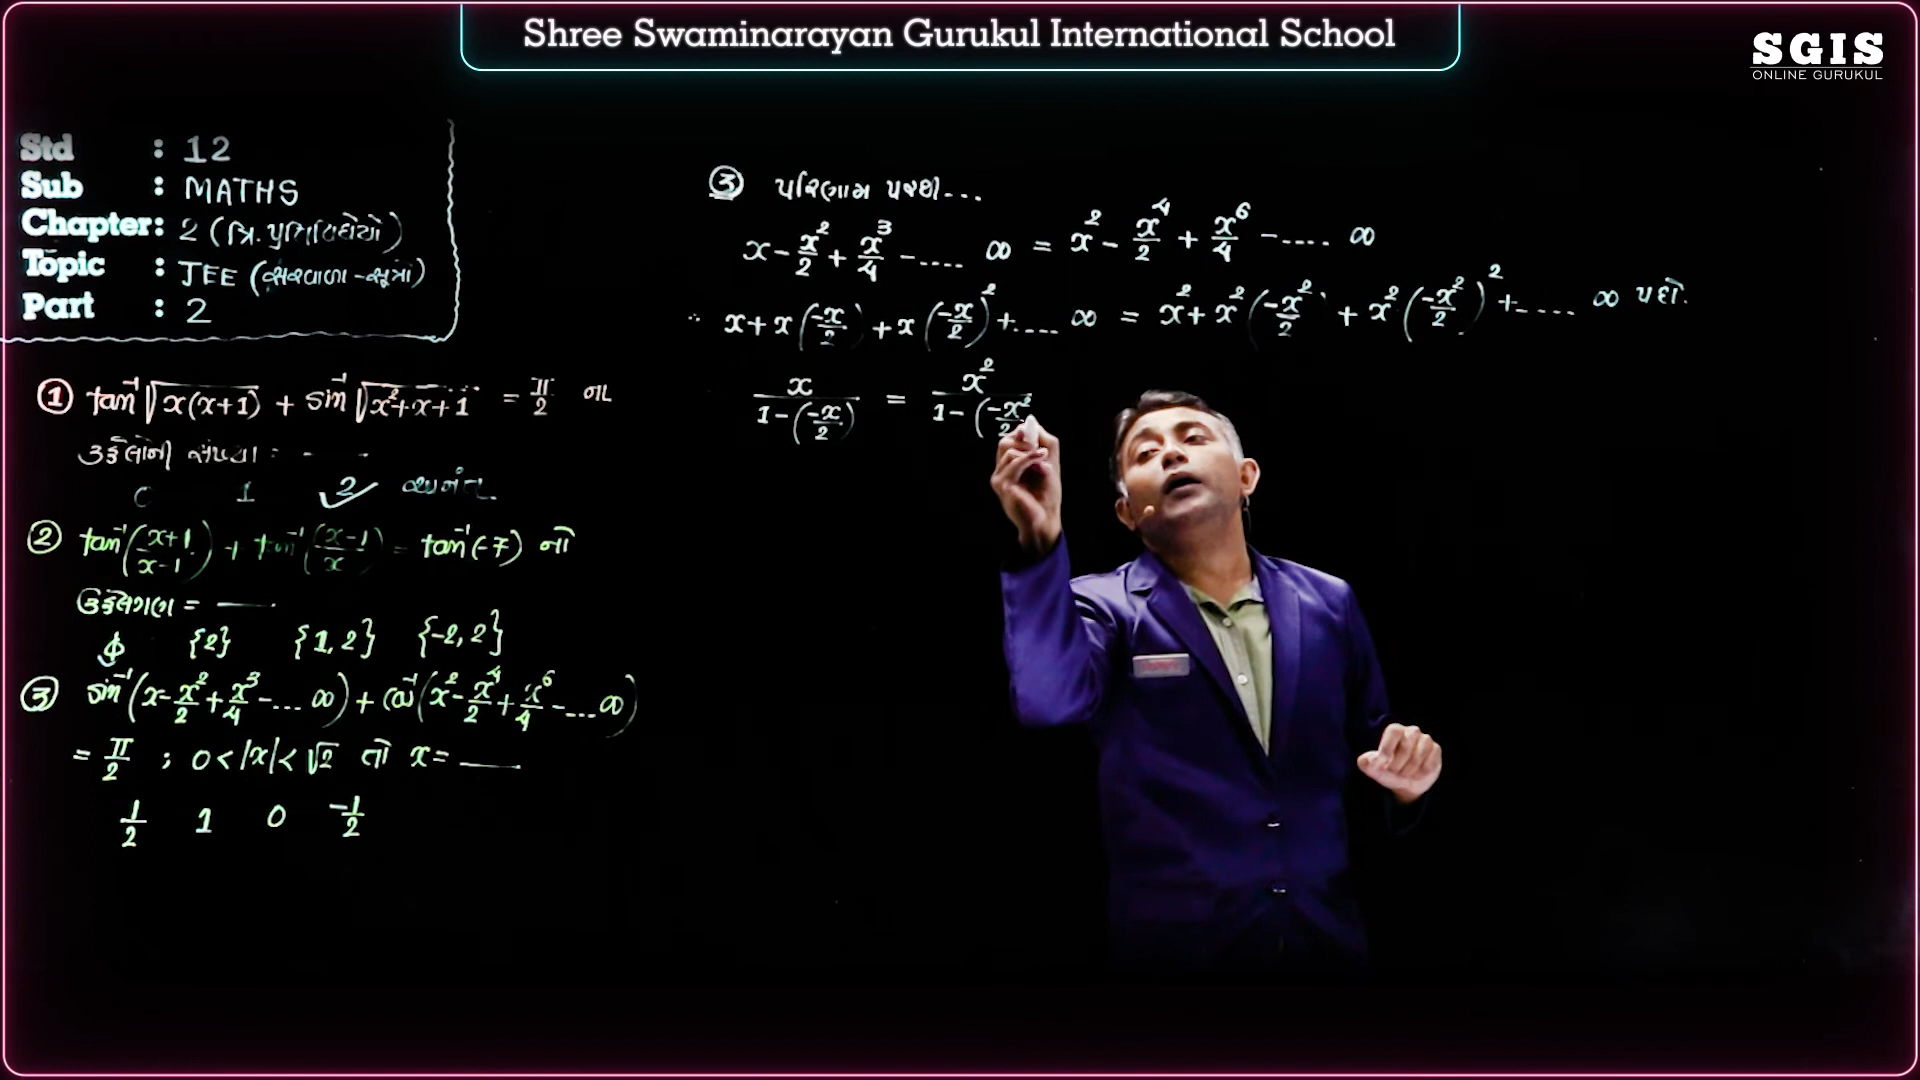 Shree Swaminarayan Gurukul International School
SGIS
ONLINE GURUKUL
Std : 12
Sub : MATHS
Chapter : 2 (ત્રિ. પ્રતિવિધેયો)
Topic : JEE (સરવાળા-સૂત્રો)
Part : 2
① tan⁻¹√x(x+1) + sin⁻¹√x²+x+1 = π/2 ના
ઉકેલોની સંખ્યા = ----
0 1 2✓ અનંત
② tan⁻¹(x+1/x-1) + tan⁻¹(x-1/x) = tan⁻¹(-7) નો
ઉકેલગણ = ——
ϕ {2} {1, 2} {-2, 2}
③ sin⁻¹(x - x²/2 + x³/4 - .... ∞) + cos⁻¹(x² - x⁴/2 + x⁶/4 - .... ∞)
= π/2 ; 0 < |x| < √2 તો x = ——
1/2 1 0 -1/2
③ પરિણામ પરથી...
x - x²/2 + x³/4 - .... ∞ = x² - x⁴/2 + x⁶/4 - .... ∞
∴ x + x(-x/2) + x(-x/2)² + .... ∞ = x² + x²(-x²/2) + x²(-x²/2)² + .... ∞ પદો.
x/1-(-x/2) = x²/1-(-x²/2